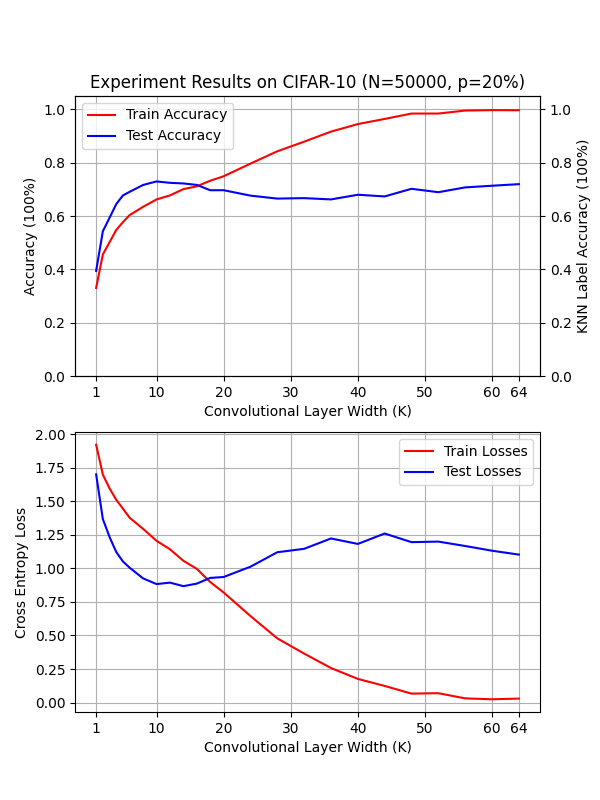 Experiment Results on CIFAR-10 (N=50000, p=20%)
Train Accuracy
Test Accuracy
Accuracy (100%)
1.0
0.8
0.6
0.4
0.2
0.0
1.0
0.8
0.6
0.4
0.2
0.0
KNN Label Accuracy (100%)
1 10 20 30 40 50 60 64
Convolutional Layer Width (K)
Train Losses
Test Losses
Cross Entropy Loss
2.00
1.75
1.50
1.25
1.00
0.75
0.50
0.25
0.00
1 10 20 30 40 50 60 64
Convolutional Layer Width (K)